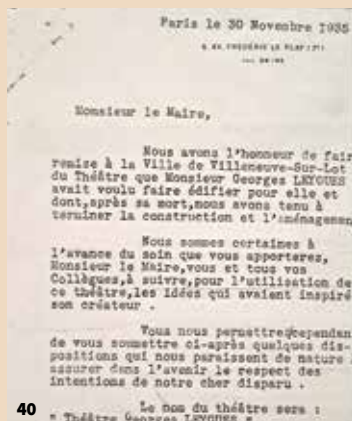 Paris le 30 Novembre 1935
Monsieur le Maire,
Nous avons l'honneur de fair
remise à la Ville de Villeneuve-Sur-Lot
du Théâtre que Monsieur Georges LEYGUES
avait voulu faire édifier pour elle et
dont,après sa mort,nous avons tenu à
terminer la construction et l'aménagemen
Nous sommes certaines à
l'avance du soin que vous apporterez,
Monsieur le Maire,vous et tous vos
Collègues,à suivre,pour l'utilisation de
ce théâtre,les idées qui avaient inspiré
son créateur .
Vous nous permettrez cependant
de vous soumettre ci-après quelques dis-
positions qui nous paraissent de nature
assurer dans l'avenir le respect des
intentions de notre cher disparu .
Le nom du théâtre sera :
" Théâtre Georges LEYGUES "
40